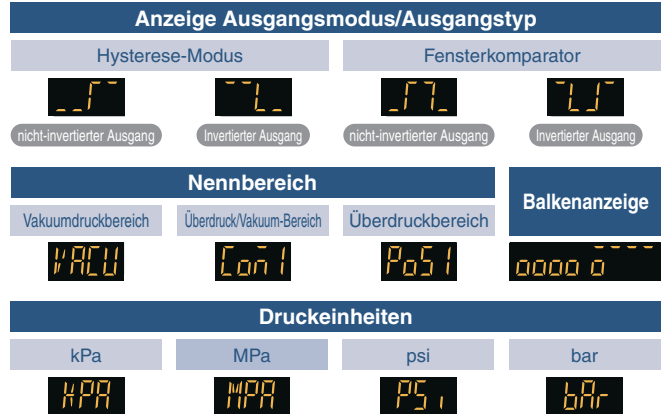 Anzeige Ausgangsmodus/Ausgangstyp
Hysterese-Modus Fensterkomparator
nicht-invertierter Ausgang Invertierter Ausgang nicht-invertierter Ausgang Invertierter Ausgang
Nennbereich Balkenanzeige
Vakuumdruckbereich Überdruck/Vakuum-Bereich Überdruckbereich
VACU Com1 PoS1
Druckeinheiten
kPa MPa psi bar
KPA MPA PSi bAr